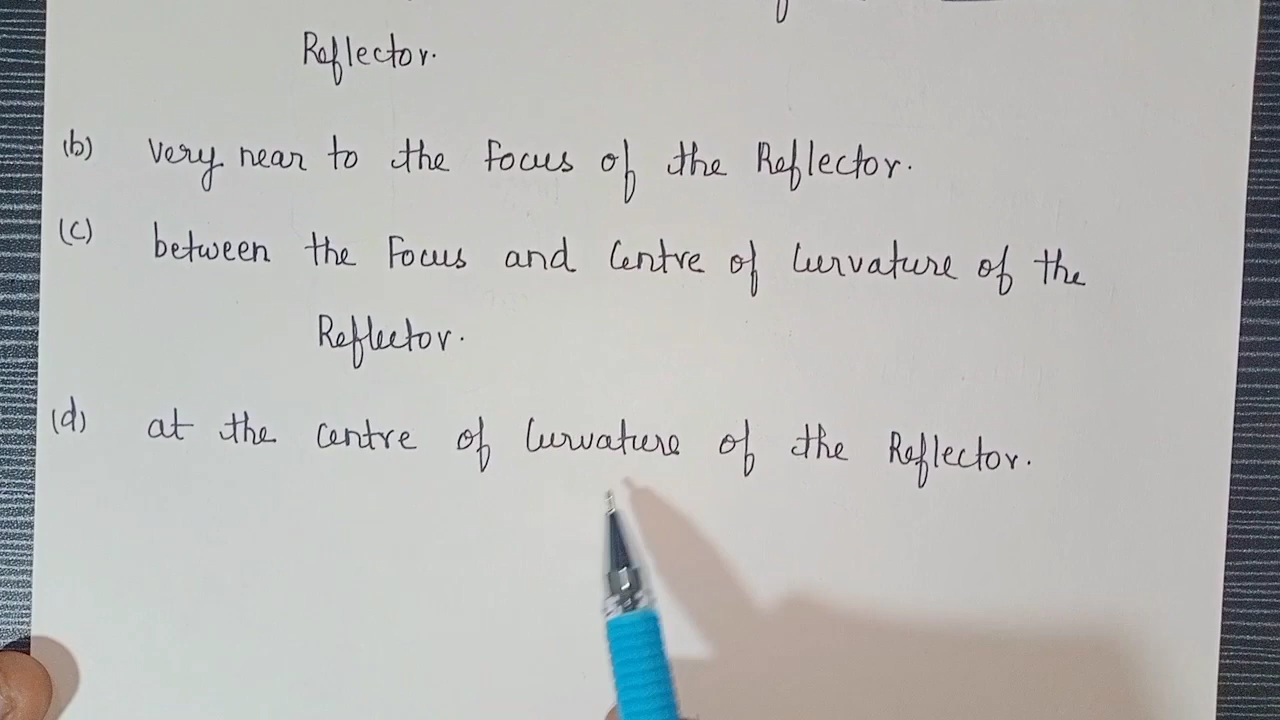 Reflector.
(b) very near to the focus of the Reflector.
(c) between the Focus and Centre of Curvature of the
Reflector.
(d) at the centre of Curvature of the Reflector.